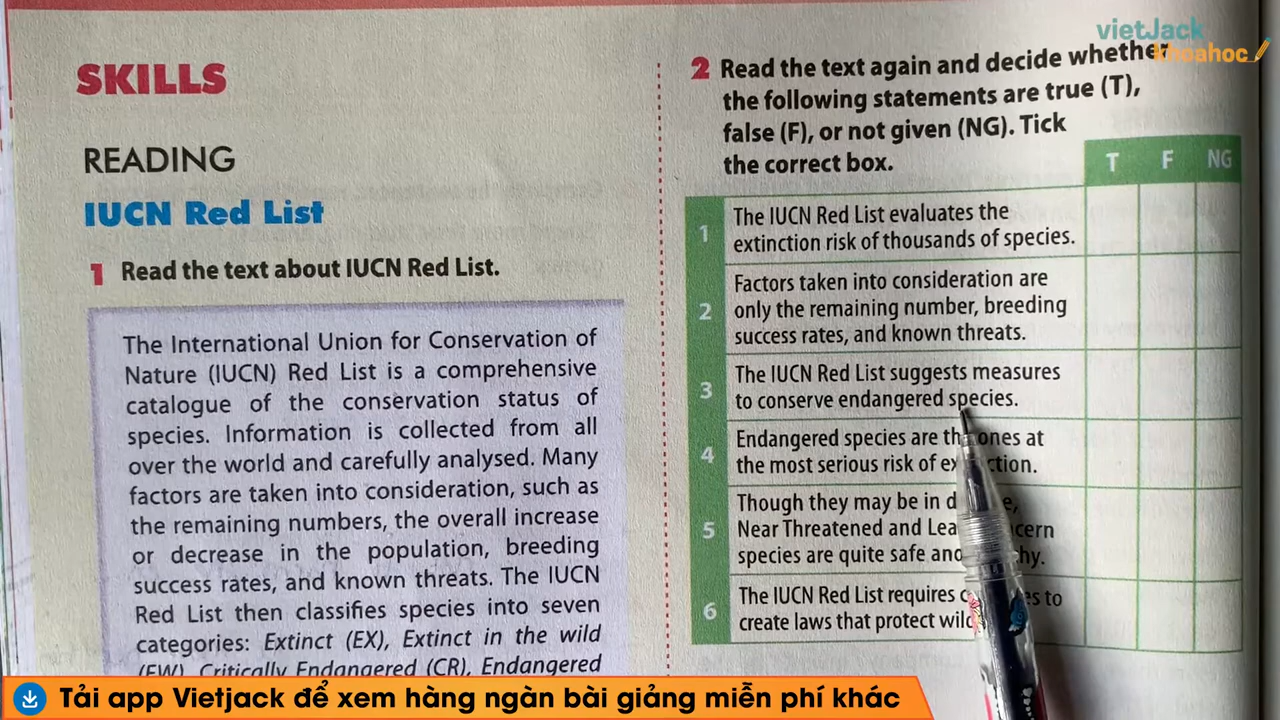 vietJack
khoahoc
SKILLS
READING
IUCN Red List
1 Read the text about IUCN Red List.
The International Union for Conservation of
Nature (IUCN) Red List is a comprehensive
catalogue of the conservation status of
species. Information is collected from all
over the world and carefully analysed. Many
factors are taken into consideration, such as
the remaining numbers, the overall increase
or decrease in the population, breeding
success rates, and known threats. The IUCN
Red List then classifies species into seven
categories: Extinct (EX), Extinct in the wild
(EW), Critically Endangered (CR), Endangered
2 Read the text again and decide whether
the following statements are true (T),
false (F), or not given (NG). Tick
the correct box.
T F NG
1 The IUCN Red List evaluates the
extinction risk of thousands of species.
2 Factors taken into consideration are
only the remaining number, breeding
success rates, and known threats.
3 The IUCN Red List suggests measures
to conserve endangered species.
4 Endangered species are ones at
the most serious risk of
5 Though they may be in
Near Threatened and
species are quite safe
6 The IUCN Red List requires to
create laws that protect
Tải app Vietjack để xem hàng ngàn bài giảng miễn phí khác